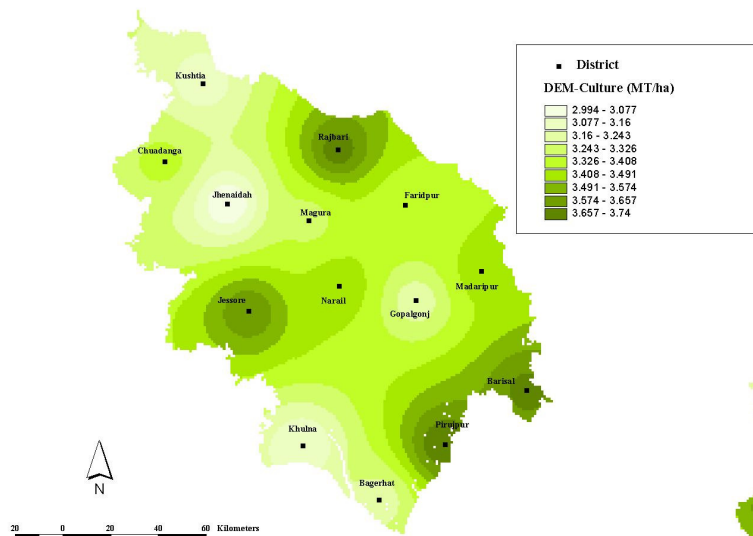 Kushtia
Chuadanga
Rajbari
Jhenaidah
Magura
Faridpur
Jessore
Narail
Gopalgonj
Madaripur
Barisal
Pirujpur
Khulna
Bagerhat
District
DEM-Culture (MT/ha)
2.994 - 3.077
3.077 - 3.16
3.16 - 3.243
3.243 - 3.326
3.326 - 3.408
3.408 - 3.491
3.491 - 3.574
3.574 - 3.657
3.657 - 3.74
N
20 0 20 40 60 Kilometers